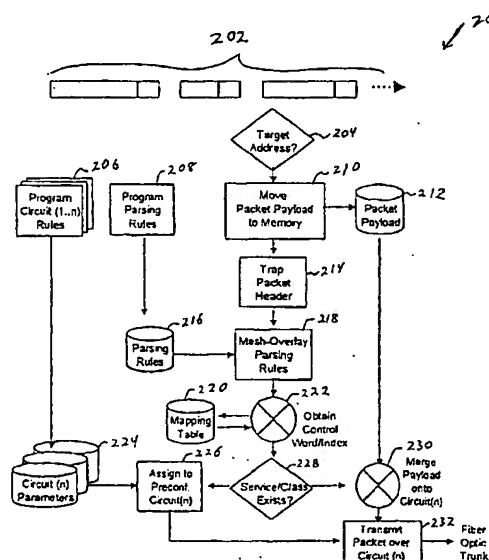 202
204
Target
Address?
206
208
210
212
Program
Circuit (1..n)
Rules
Program
Parsing
Rules
Move
Packet Payload
to Memory
Packet
Payload
214
Trap
Packet
Header
216
218
Parsing
Rules
Mesh-Overlay
Parsing
Rules
220
222
Mapping
Table
Obtain
Control
Word/Index
224
226
228
230
Circuit (n)
Parameters
Assign to
Preconf.
Circuit(n)
Service/Class
Exists?
Merge
Payload
onto
Circuit(n)
232
Transmt
Packet over
Circuit (n)
Fiber
Optic
Trunk